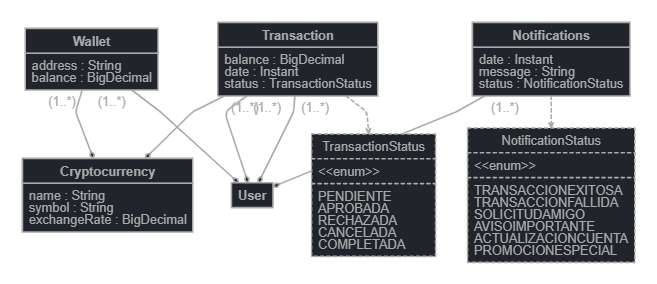 Wallet
address : String
balance : BigDecimal
Transaction
balance : BigDecimal
date : Instant
status : TransactionStatus
Notifications
date : Instant
message : String
status : NotificationStatus
(1..*)
(1..*)
(1..*)
(1..*)
(1..*)
(1..*)
Cryptocurrency
name : String
symbol : String
exchangeRate : BigDecimal
User
TransactionStatus
<<enum>>
PENDIENTE
APROBADA
RECHAZADA
CANCELADA
COMPLETADA
NotificationStatus
<<enum>>
TRANSACCIONEXITOSA
TRANSACCIONFALLIDA
SOLICITUDAMIGO
AVISOIMPORTANTE
ACTUALIZACIONCUENTA
PROMOCIONESPECIAL